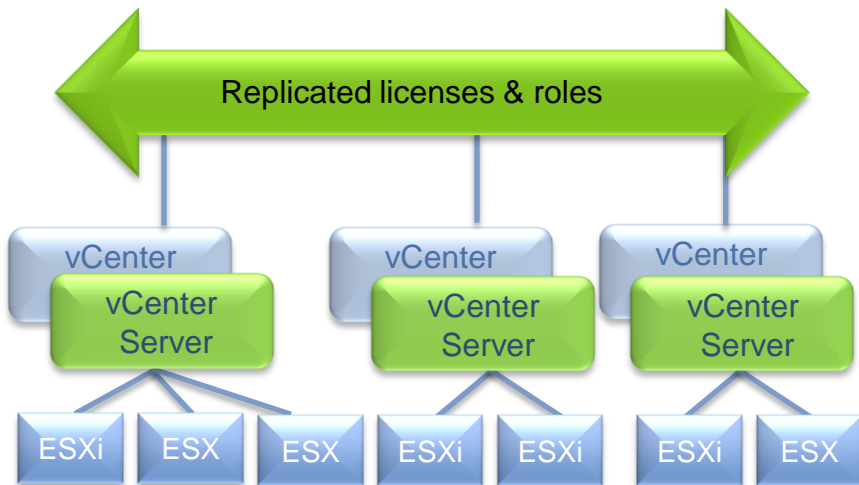 Replicated licenses & roles
vCenter
vCenter
vCenter
vCenter
Server
vCenter
Server
vCenter
Server
ESXi
ESX
ESX
ESXi
ESXi
ESXi
ESX